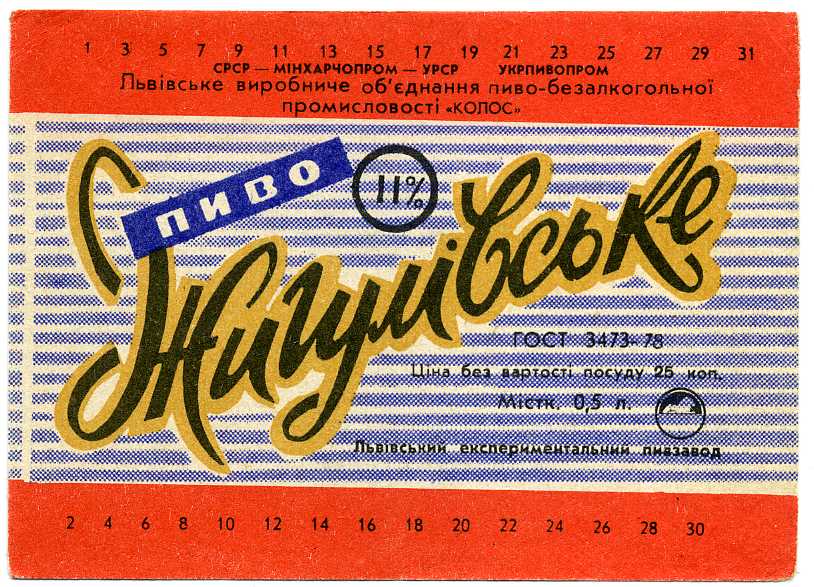 1 3 5 7 9 11 13 15 17 19 21 23 25 27 29 31
СРСР — МІНХАРЧОПРОМ — УРСР УКРПИВОПРОМ
Львівське виробниче об'єднання пиво-безалкогольної
промисловості «КОЛОС»
ПИВО
11%
Жигулівське
ГОСТ 3473-78
Ціна без вартості посуду 25 коп.
Містк. 0,5 л.
Львівський експериментальний пивзавод
2 4 6 8 10 12 14 16 18 20 22 24 26 28 30